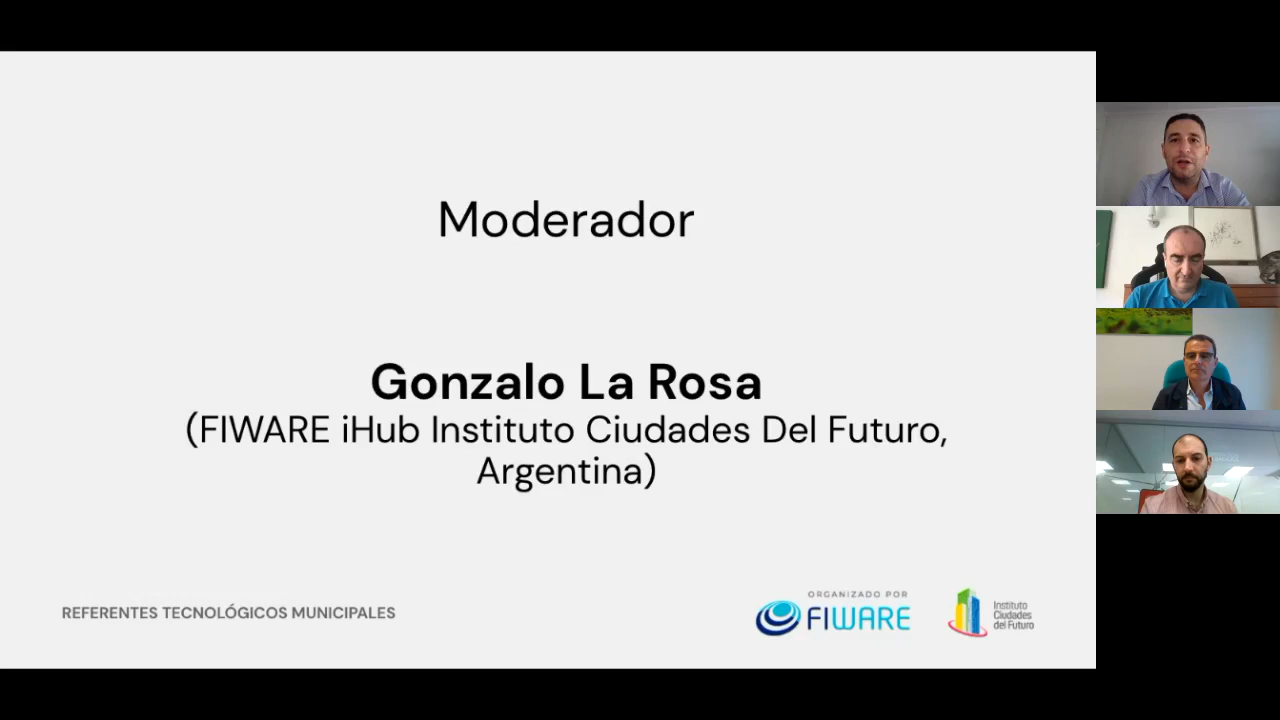 Moderador
Gonzalo La Rosa
(FIWARE iHub Instituto Ciudades Del Futuro,
Argentina)
REFERENTES TECNOLÓGICOS MUNICIPALES
ORGANIZADO POR
FIWARE
Instituto
Ciudades
del Futuro